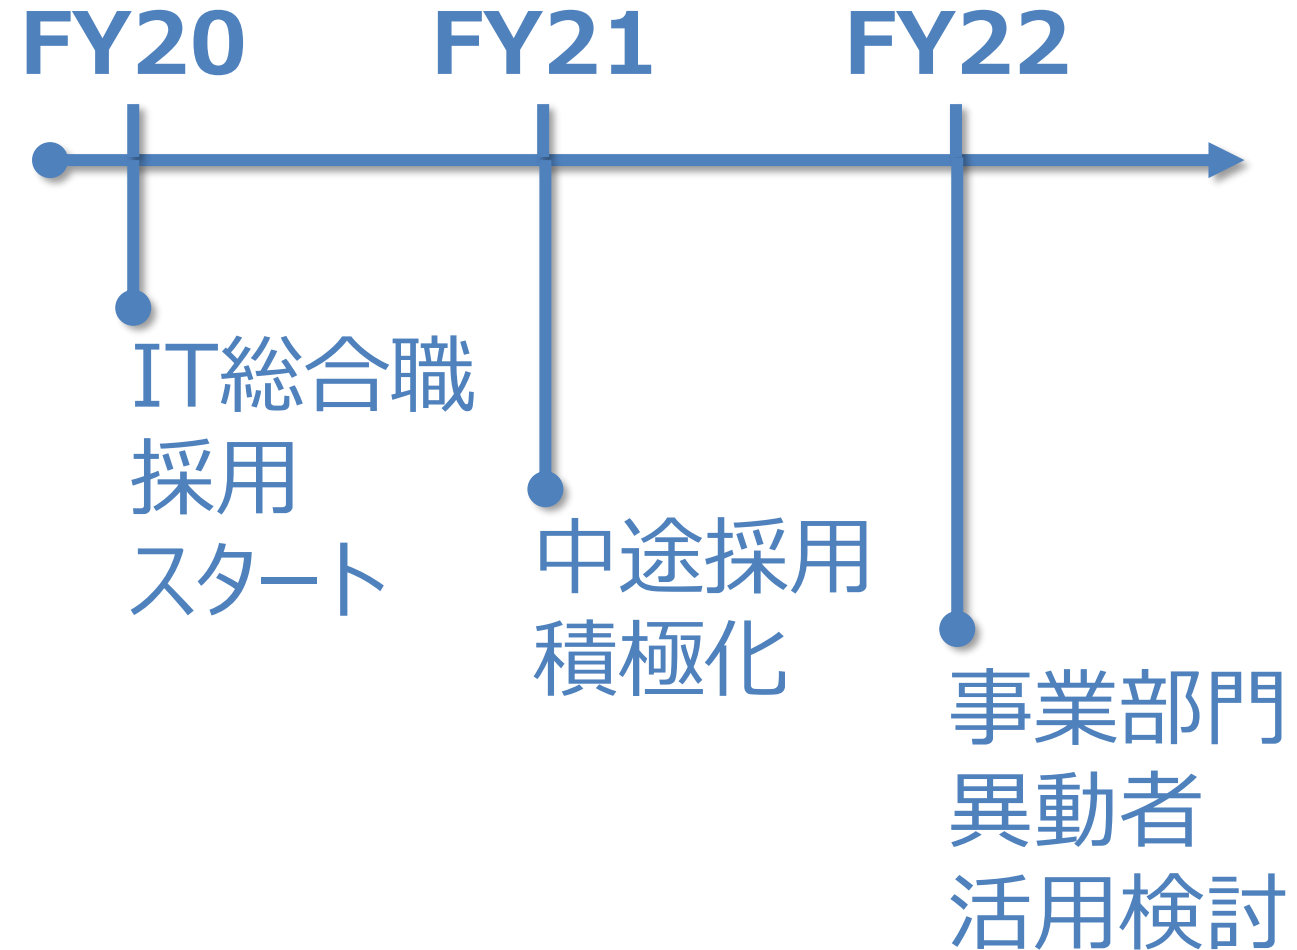 FY20
FY21
FY22
IT総合職
採用
スタート
中途採用
積極化
事業部門
異動者
活用検討